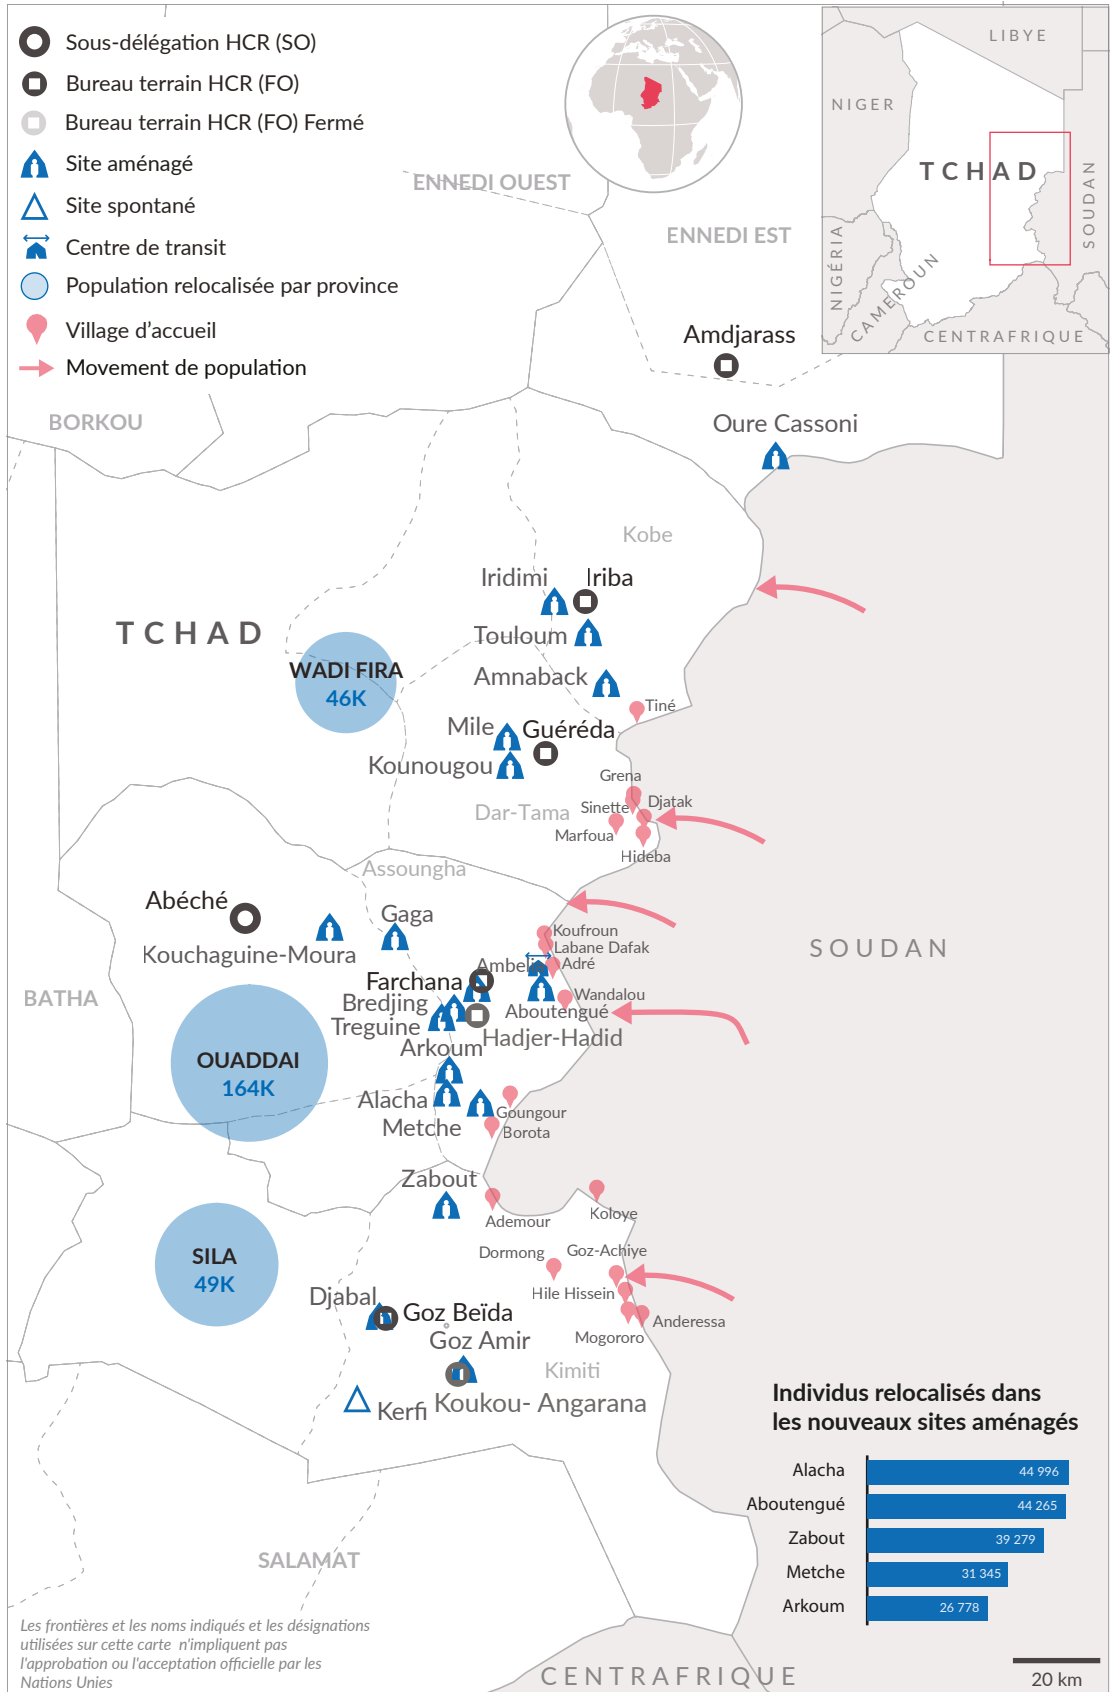 Sous-délégation HCR (SO)
Bureau terrain HCR (FO)
Bureau terrain HCR (FO) Fermé
Site aménagé
Site spontané
Centre de transit
Population relocalisée par province
Village d'accueil
Movement de population
LIBYE
NIGER
TCHAD
SOUDAN
NIGÉRIA
CAMEROUN
CENTRAFRIQUE
ENNEDI OUEST
ENNEDI EST
Amdjarass
BORKOU
Oure Cassoni
Kobe
Iridimi
Iriba
TCHAD
Touloum
WADI FIRA
46K
Amnaback
Tiné
Mile
Guéréda
Kounougou
Grena
Sinette
Djatak
Dar-Tama
Marfoua
Hideba
Assoungha
Abéché
Gaga
Koufroun
Labane Dafak
Kouchaguine-Moura
Ambelia
Adré
SOUDAN
Farchana
BATHA
Bredjing
Wandalou
Treguine
Aboutengué
Hadjer-Hadid
Arkoum
OUADDAI
164K
Alacha
Goungour
Metche
Borota
Zabout
Ademour
Koloye
SILA
49K
Dormong
Goz-Achiye
Hile Hissein
Djabal
Goz Beïda
Anderessa
Mogororo
Goz Amir
Kimiti
Kerfi
Koukou- Angarana
Individus relocalisés dans
les nouveaux sites aménagés
Alacha 44 996
Aboutengué 44 265
Zabout 39 279
Metche 31 345
Arkoum 26 778
SALAMAT
Les frontières et les noms indiqués et les désignations
utilisées sur cette carte n'impliquent pas
l'approbation ou l'acceptation officielle par les
Nations Unies
CENTRAFRIQUE
20 km